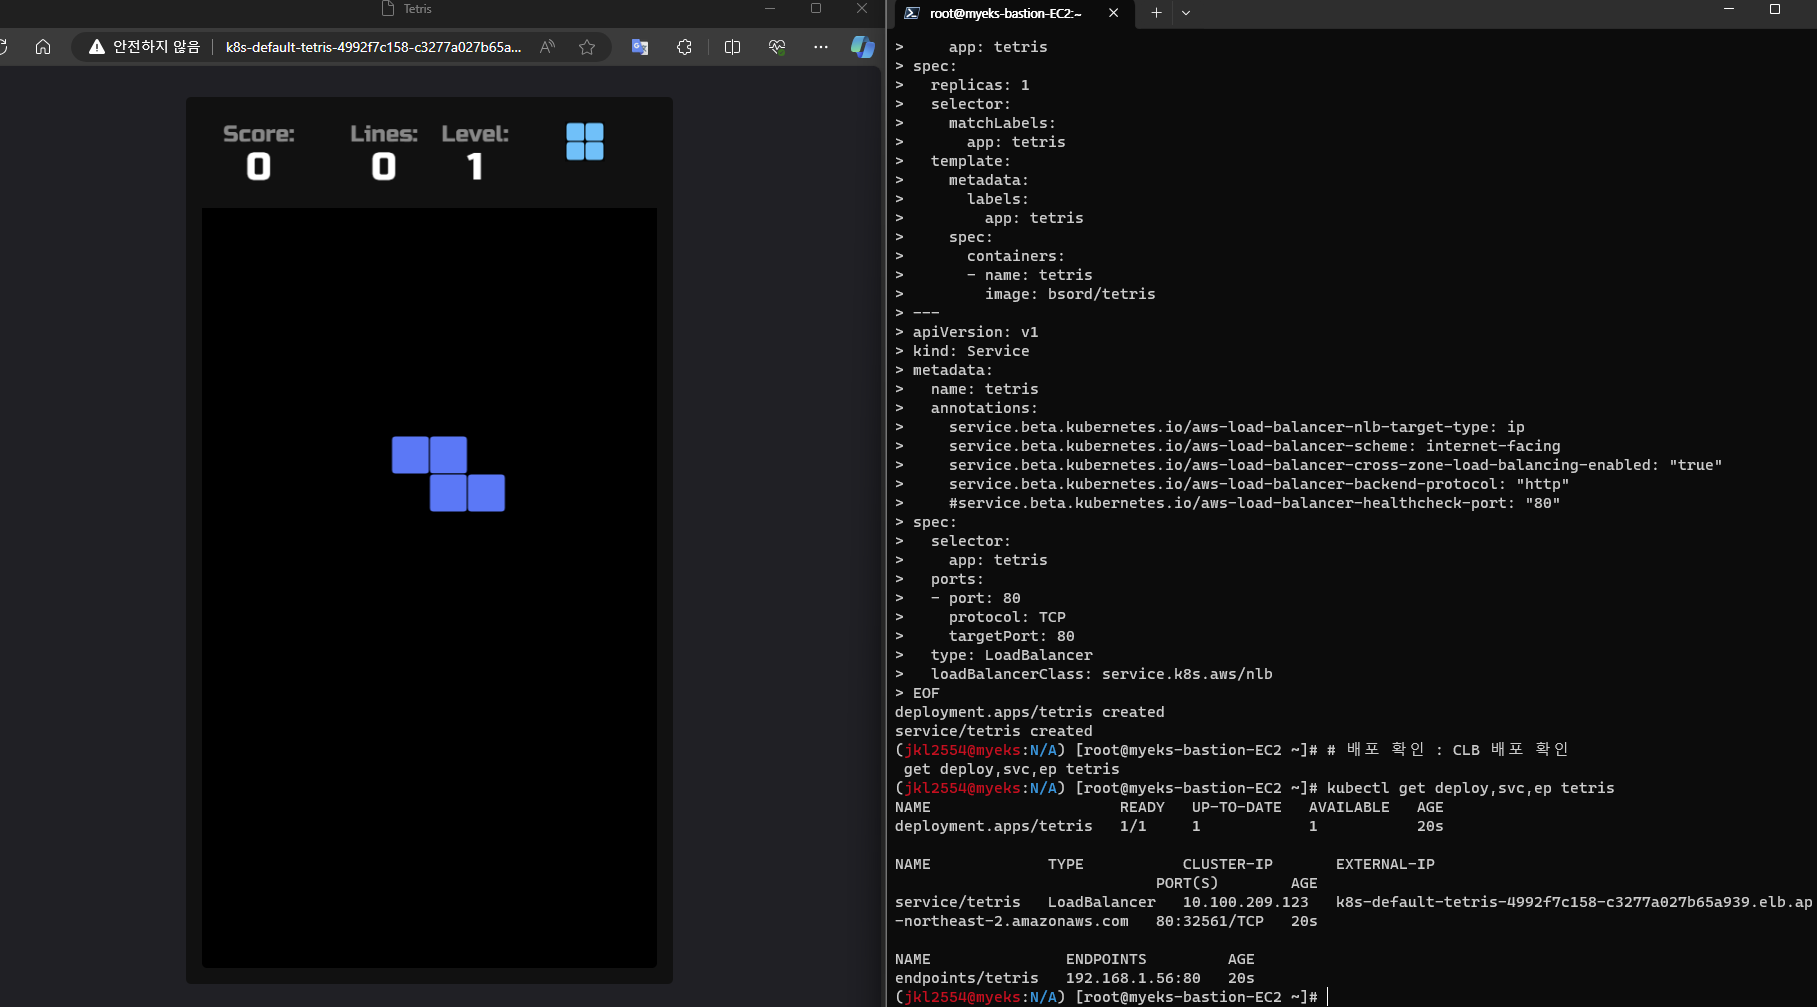 Tetris
안전하지 않음
k8s-default-tetris-4992f7c158-c3277a027b65a...
Score:
0
Lines:
0
Level:
1
root@myeks-bastion-EC2:~
>     app: tetris
> spec:
>   replicas: 1
>   selector:
>     matchLabels:
>       app: tetris
>   template:
>     metadata:
>       labels:
>         app: tetris
>     spec:
>       containers:
>       - name: tetris
>         image: bsord/tetris
> ---
> apiVersion: v1
> kind: Service
> metadata:
>   name: tetris
>   annotations:
>     service.beta.kubernetes.io/aws-load-balancer-nlb-target-type: ip
>     service.beta.kubernetes.io/aws-load-balancer-scheme: internet-facing
>     service.beta.kubernetes.io/aws-load-balancer-cross-zone-load-balancing-enabled: "true"
>     service.beta.kubernetes.io/aws-load-balancer-backend-protocol: "http"
>     #service.beta.kubernetes.io/aws-load-balancer-healthcheck-port: "80"
> spec:
>   selector:
>     app: tetris
>   ports:
>   - port: 80
>     protocol: TCP
>     targetPort: 80
>   type: LoadBalancer
>   loadBalancerClass: service.k8s.aws/nlb
> EOF
deployment.apps/tetris created
service/tetris created
(jkl2554@myeks:N/A) [root@myeks-bastion-EC2 ~]# # 배포 확인 : CLB 배포 확인
 get deploy,svc,ep tetris
(jkl2554@myeks:N/A) [root@myeks-bastion-EC2 ~]# kubectl get deploy,svc,ep tetris
NAME                     READY   UP-TO-DATE   AVAILABLE   AGE
deployment.apps/tetris   1/1     1            1           20s
NAME             TYPE           CLUSTER-IP       EXTERNAL-IP
                             PORT(S)        AGE
service/tetris   LoadBalancer   10.100.209.123   k8s-default-tetris-4992f7c158-c3277a027b65a939.elb.ap
-northeast-2.amazonaws.com   80:32561/TCP   20s
NAME               ENDPOINTS         AGE
endpoints/tetris   192.168.1.56:80   20s
(jkl2554@myeks:N/A) [root@myeks-bastion-EC2 ~]#